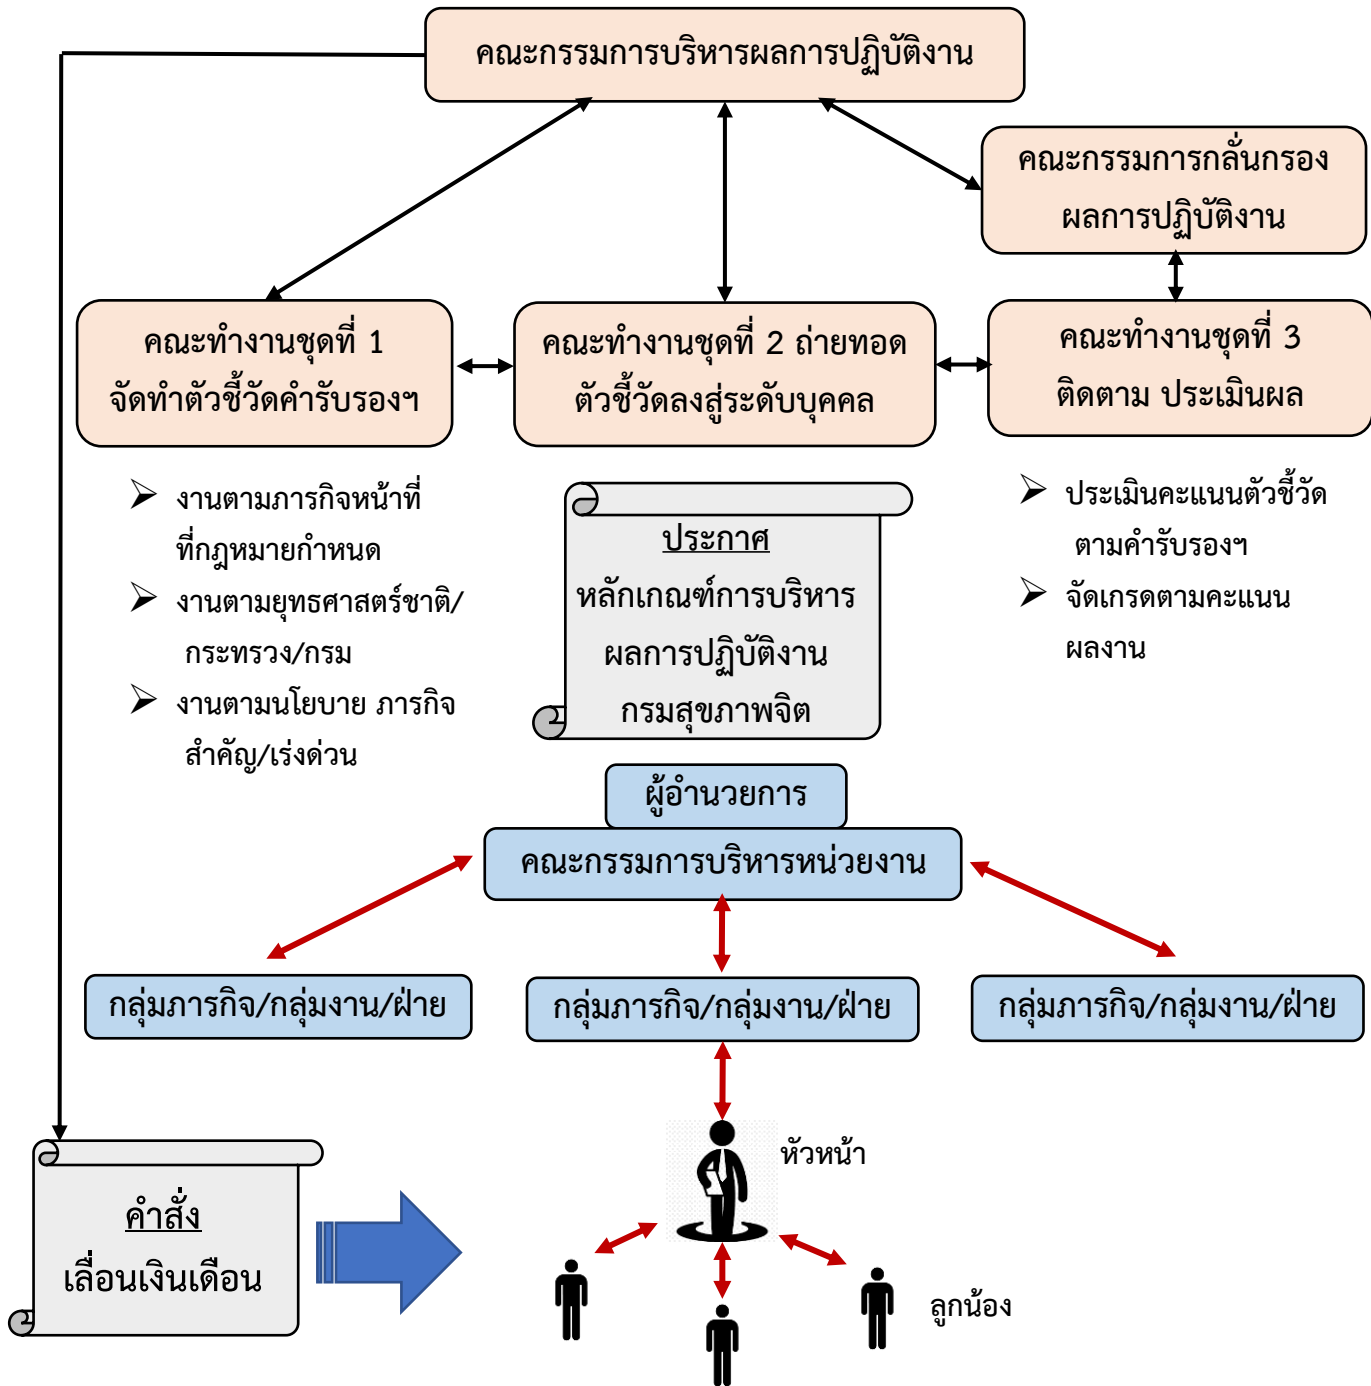 คณะกรรมการบริหารผลการปฏิบัติงาน
คณะกรรมการกลั่นกรอง
ผลการปฏิบัติงาน
คณะทำงานชุดที่ 1
จัดทำตัวชี้วัดคำรับรองฯ
คณะทำงานชุดที่ 2 ถ่ายทอด
ตัวชี้วัดลงสู่ระดับบุคคล
คณะทำงานชุดที่ 3
ติดตาม ประเมินผล
งานตามภารกิจหน้าที่
ที่กฎหมายกำหนด
งานตามยุทธศาสตร์ชาติ/
กระทรวง/กรม
งานตามนโยบาย ภารกิจ
สำคัญ/เร่งด่วน
ประกาศ
หลักเกณฑ์การบริหาร
ผลการปฏิบัติงาน
กรมสุขภาพจิต
ประเมินคะแนนตัวชี้วัด
ตามคำรับรองฯ
จัดเกรดตามคะแนน
ผลงาน
ผู้อำนวยการ
คณะกรรมการบริหารหน่วยงาน
กลุ่มภารกิจ/กลุ่มงาน/ฝ่าย
กลุ่มภารกิจ/กลุ่มงาน/ฝ่าย
กลุ่มภารกิจ/กลุ่มงาน/ฝ่าย
หัวหน้า
คำสั่ง
เลื่อนเงินเดือน
ลูกน้อง